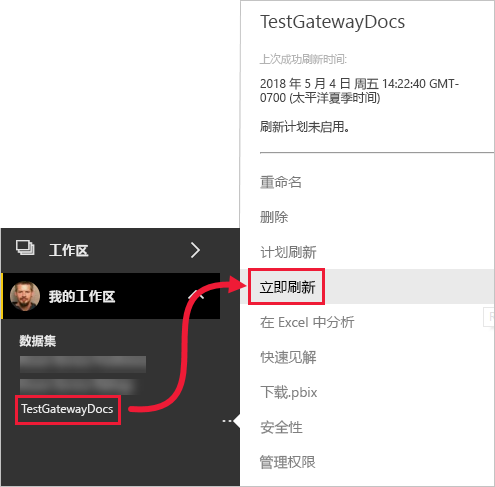 TestGatewayDocs
上次成功刷新时间:
2018 年 5 月 4 日 周五 14:22:40 GMT-
0700 (太平洋夏季时间)
刷新计划未启用。
重命名
删除
计划刷新
立即刷新
在 Excel 中分析
快速见解
下载.pbix
安全性
管理权限
工作区
我的工作区
数据集
TestGatewayDocs